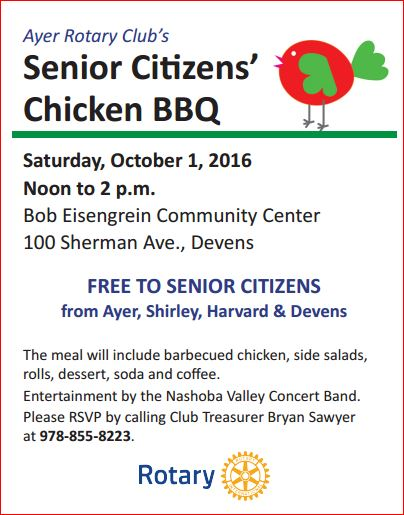 Ayer Rotary Club's
Senior Citizens'
Chicken BBQ
Saturday, October 1, 2016
Noon to 2 p.m.
Bob Eisengrein Community Center
100 Sherman Ave., Devens
FREE TO SENIOR CITIZENS
from Ayer, Shirley, Harvard & Devens
The meal will include barbecued chicken, side salads,
rolls, dessert, soda and coffee.
Entertainment by the Nashoba Valley Concert Band.
Please RSVP by calling Club Treasurer Bryan Sawyer
at 978-855-8223.
Rotary